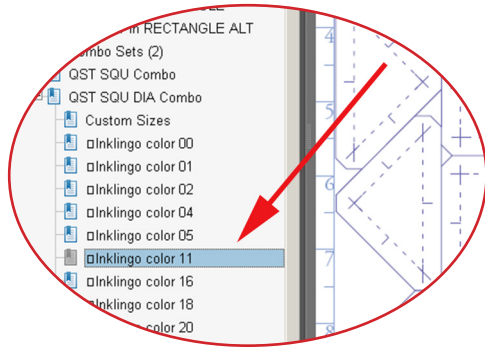 in RECTANGLE ALT
Combo Sets (2)
QST SQU Combo
QST SQU DIA Combo
Custom Sizes
▯Inklingo color 00
▯Inklingo color 01
▯Inklingo color 02
▯Inklingo color 04
▯Inklingo color 05
▯Inklingo color 11
▯Inklingo color 16
▯Inklingo color 18
color 20
4
5
6
7
8